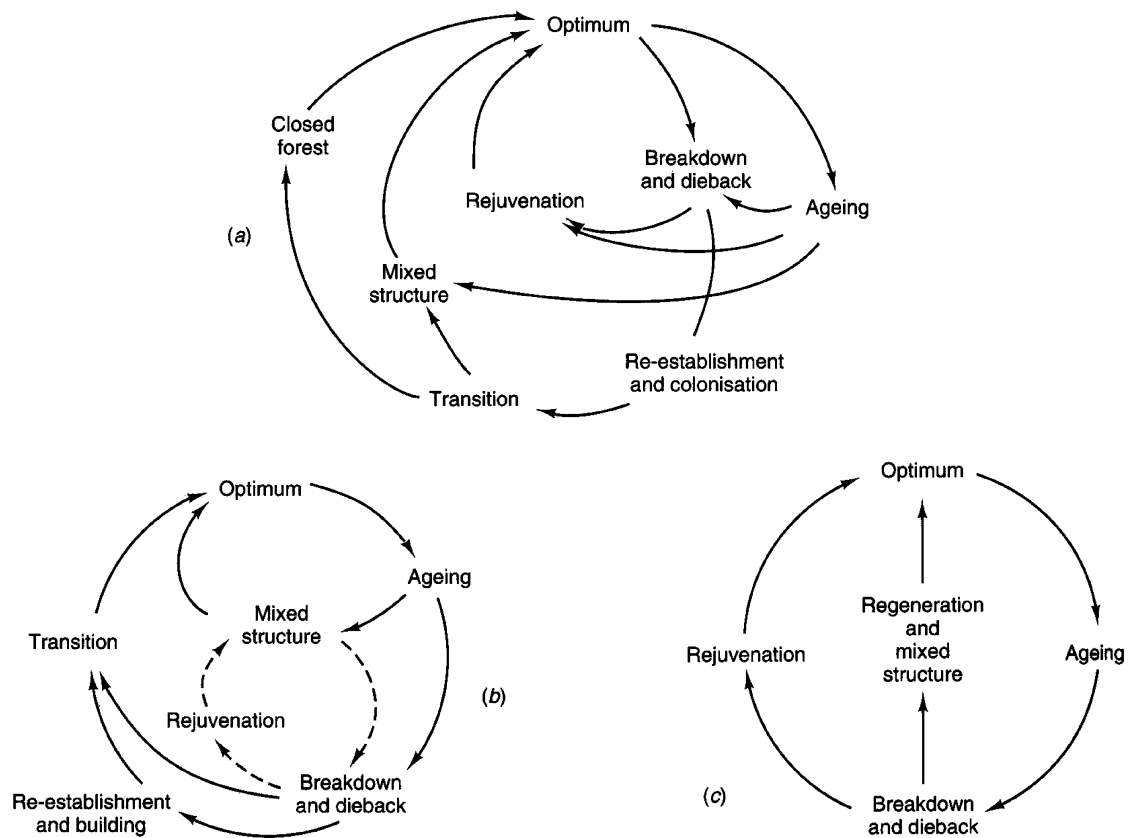 Optimum
Closed
forest
Breakdown
and dieback
Rejuvenation
Ageing
(a)
Mixed
structure
Re-establishment
and colonisation
Transition
Optimum
Ageing
Mixed
structure
Transition
(b)
Rejuvenation
Breakdown
and dieback
Re-establishment
and building
Optimum
Regeneration
and
mixed
structure
Rejuvenation
Ageing
(c)
Breakdown
and dieback